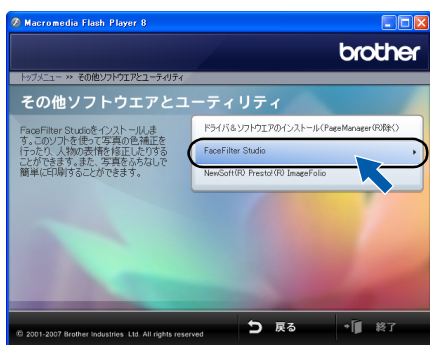 Macromedia Flash Player 8
brother
トップメニュー >> その他ソフトウエアとユーティリティ
その他ソフトウエアとユーティリティ
FaceFilter Studioをインストールしま
す。このソフトを使って写真の色補正を
行ったり、人物の表情を修正したりする
ことができます。また、写真をふちなしで
簡単に印刷することができます。
ドライバ&ソフトウエアのインストール(PageManager(R)除く)
FaceFilter Studio
NewSoft(R) Presto!(R) ImageFolio
© 2001-2007 Brother Industries Ltd. All rights reserved
戻る
終了